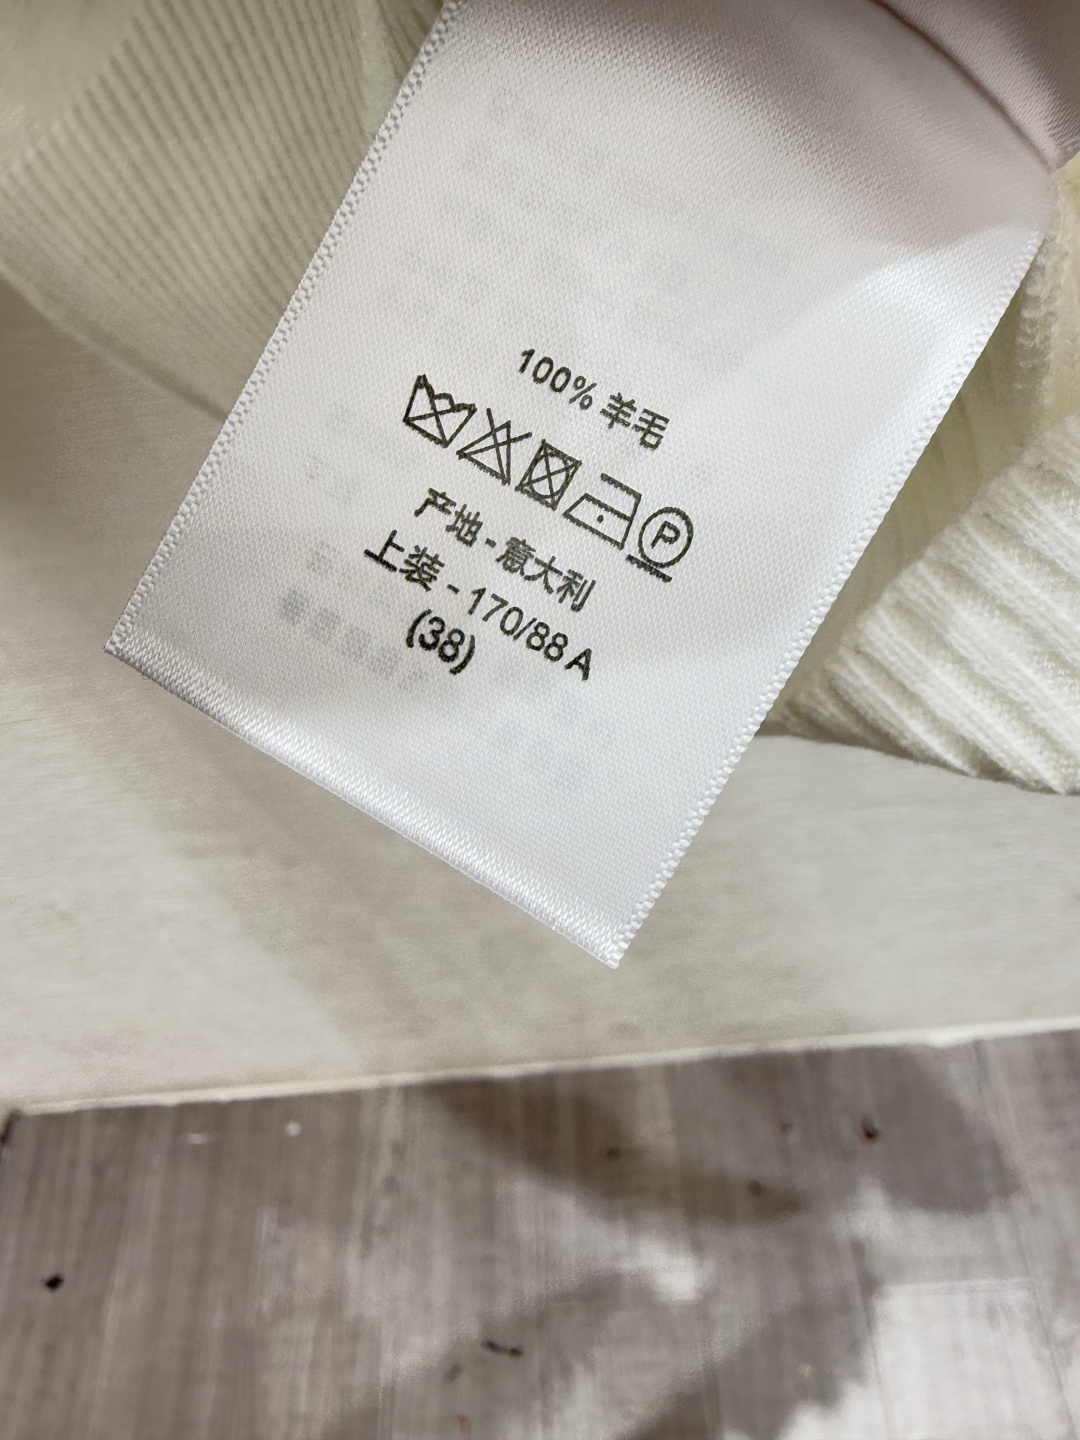 100% 羊毛
P
产地 - 意大利
上装 - 170/88 A
(38)